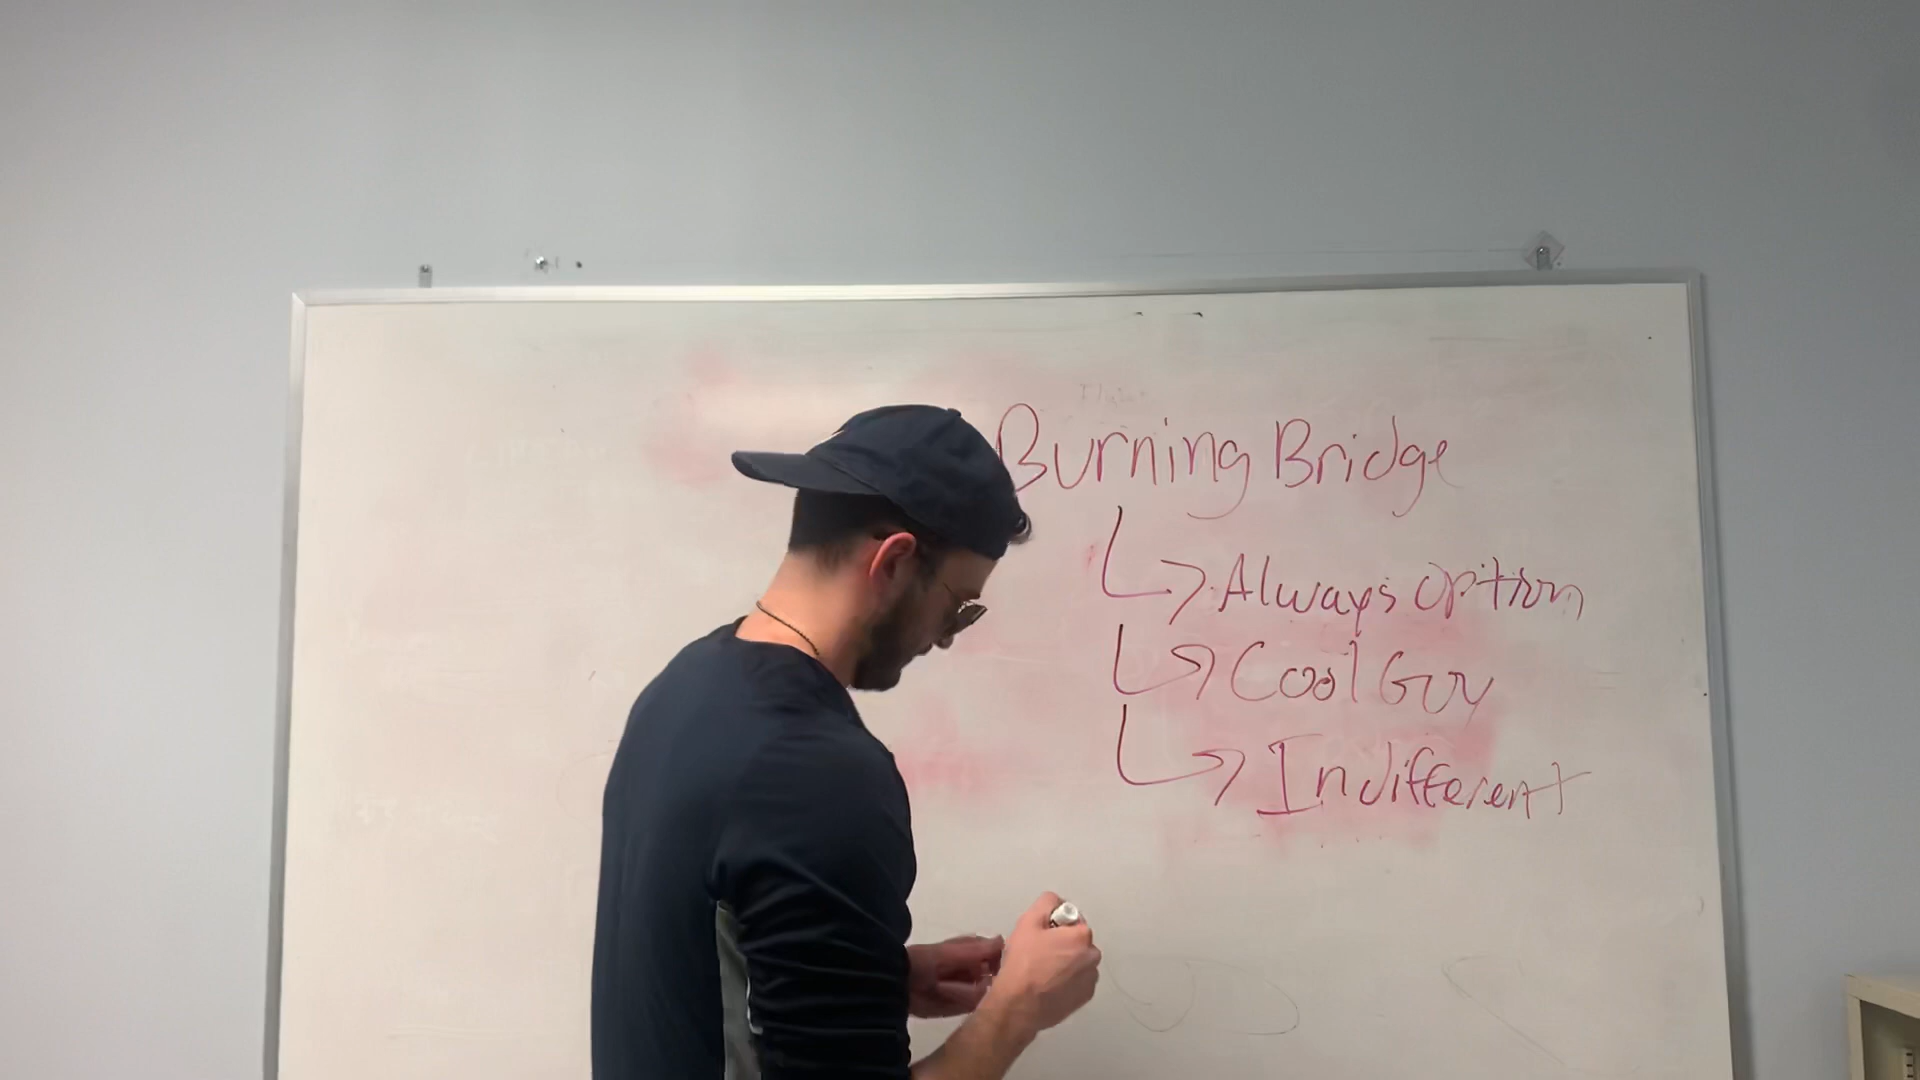 Burning Bridge
Always option
Cool Guy
Indifferent